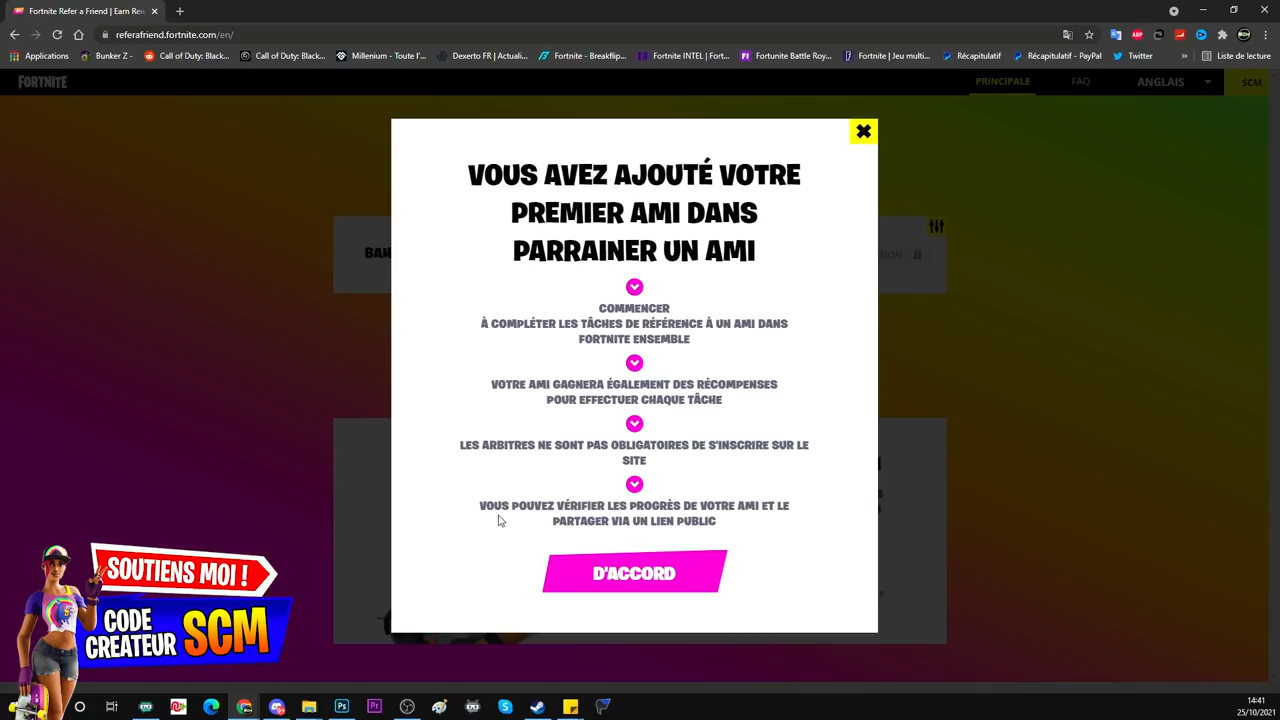 Fortnite Refer a Friend | Earn Rev
referafriend.fortnite.com/en/
Applications
Bunker Z -
Call of Duty: Black...
Call of Duty: Black...
Millenium - Toute l'...
Dexerto FR | Actuali...
Fortnite - Breakflip...
Fortnite INTEL | Fort...
Fortunite Battle Roy...
Fortnite | Jeu multi...
Récapitulatif
Récapitulatif - PayPal
Twitter
»
Liste de lecture
FORTNITE
PRINCIPALE
FAQ
ANGLAIS
SCM
VOUS AVEZ AJOUTÉ VOTRE
PREMIER AMI DANS
PARRAINER UN AMI
BAH
SION
COMMENCER
À COMPLÉTER LES TÂCHES DE RÉFÉRENCE À UN AMI DANS
FORTNITE ENSEMBLE
VOTRE AMI GAGNERA ÉGALEMENT DES RÉCOMPENSES
POUR EFFECTUER CHAQUE TÂCHE
LES ARBITRES NE SONT PAS OBLIGATOIRES DE S'INSCRIRE SUR LE
SITE
VOUS POUVEZ VÉRIFIER LES PROGRÈS DE VOTRE AMI ET LE
PARTAGER VIA UN LIEN PUBLIC
D'ACCORD
SOUTIENS MOI !
CODE
CREATEUR SCM
14:41
25/10/2021